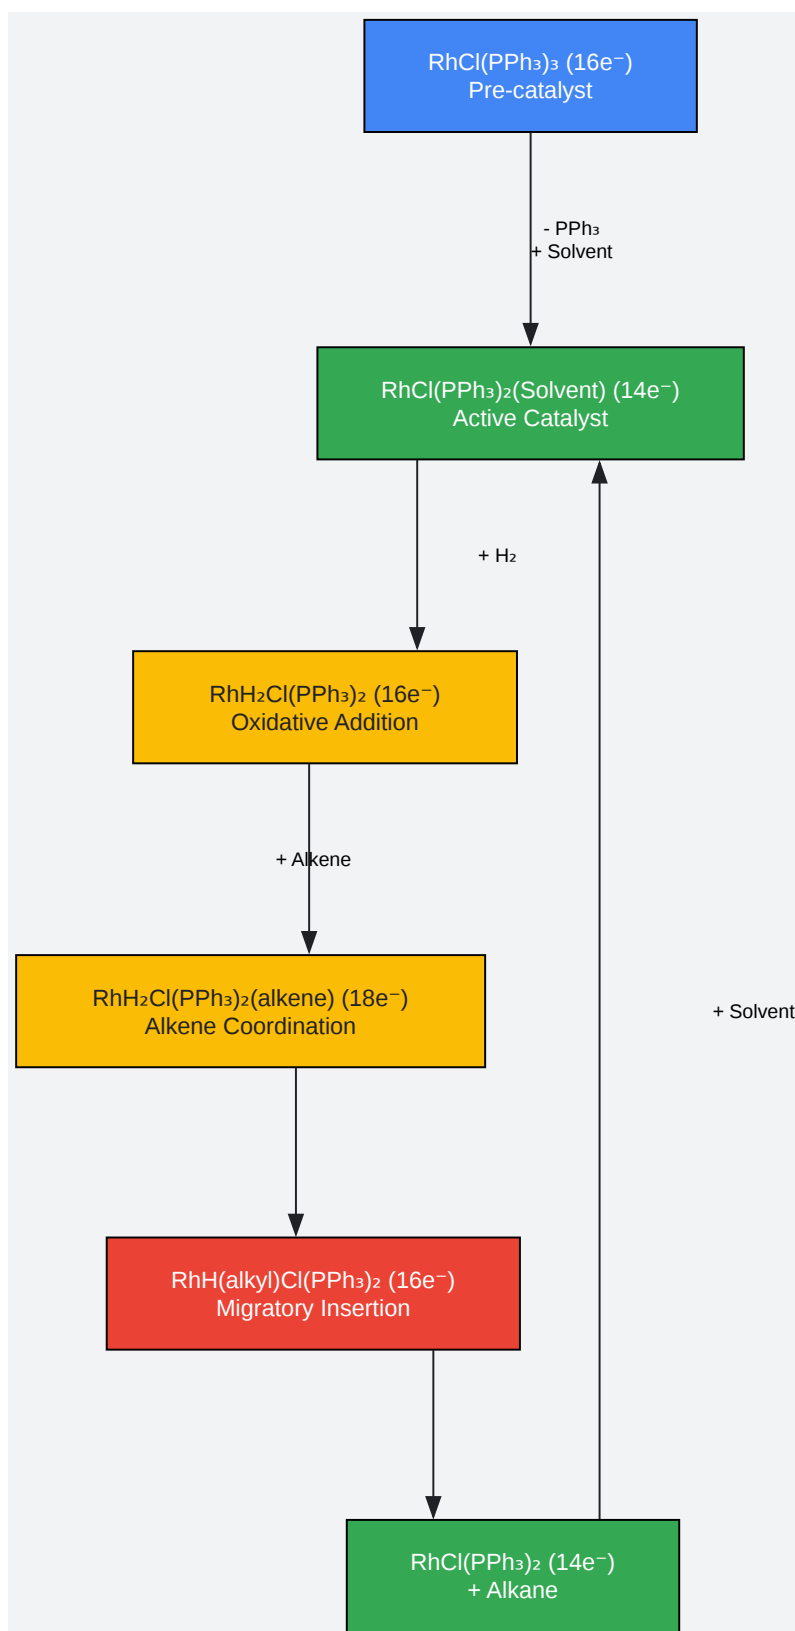 RhCl(PPh₃)₃ (16e⁻)
Pre-catalyst
- PPh₃
+ Solvent
RhCl(PPh₃)₂(Solvent) (14e⁻)
Active Catalyst
+ H₂
RhH₂Cl(PPh₃)₂ (16e⁻)
Oxidative Addition
+ Alkene
RhH₂Cl(PPh₃)₂(alkene) (18e⁻)
Alkene Coordination
+ Solvent
RhH(alkyl)Cl(PPh₃)₂ (16e⁻)
Migratory Insertion
RhCl(PPh₃)₂ (14e⁻)
+ Alkane